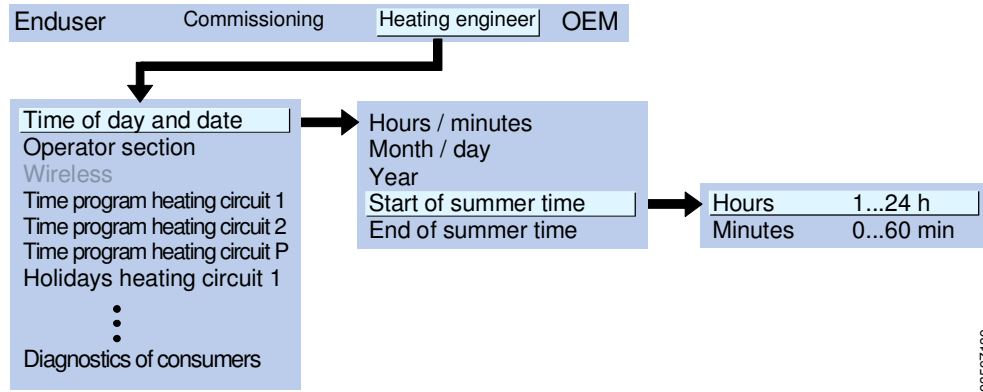 Enduser Commissioning Heating engineer OEM
Time of day and date
Operator section
Wireless
Time program heating circuit 1
Time program heating circuit 2
Time program heating circuit P
Holidays heating circuit 1
Diagnostics of consumers
Hours / minutes
Month / day
Year
Start of summer time
End of summer time
Hours 1...24 h
Minutes 0...60 min